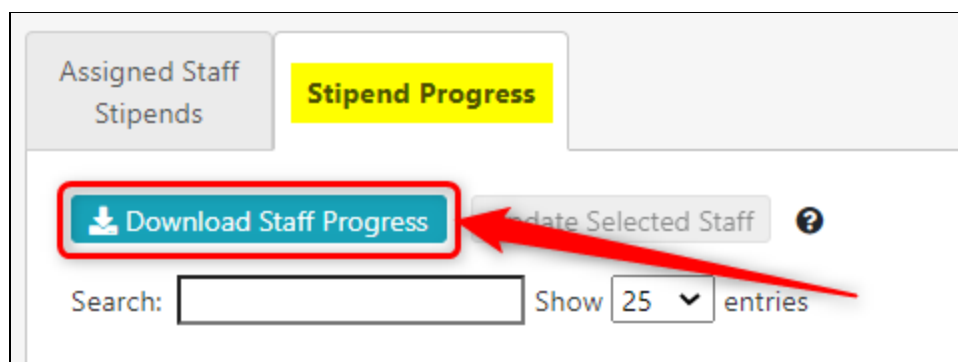 Assigned Staff
Stipends
Stipend Progress
Download Staff Progress
date Selected Staff
Search:
Show 25 entries